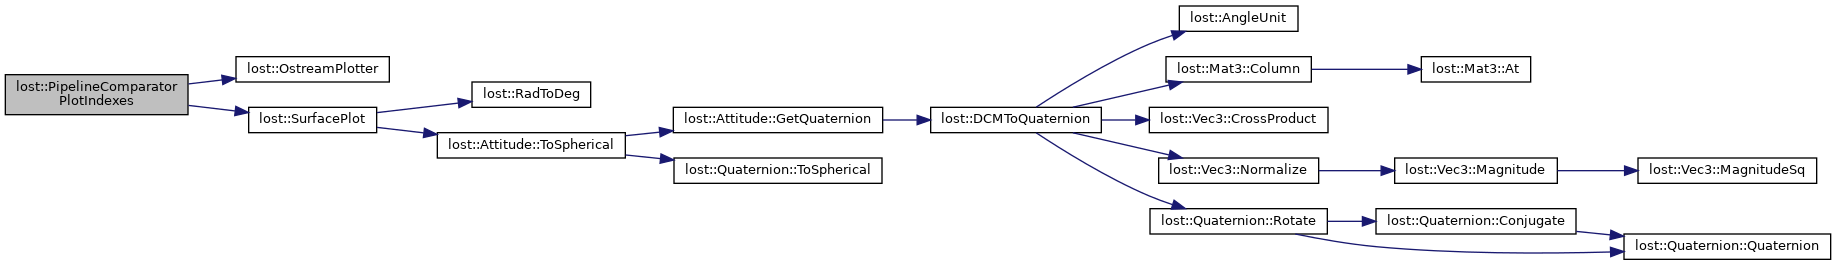 lost::PipelineComparator
PlotIndexes
lost::OstreamPlotter
lost::SurfacePlot
lost::RadToDeg
lost::Attitude::ToSpherical
lost::Attitude::GetQuaternion
lost::Quaternion::ToSpherical
lost::DCMToQuaternion
lost::AngleUnit
lost::Mat3::Column
lost::Mat3::At
lost::Vec3::CrossProduct
lost::Vec3::Normalize
lost::Vec3::Magnitude
lost::Vec3::MagnitudeSq
lost::Quaternion::Rotate
lost::Quaternion::Conjugate
lost::Quaternion::Quaternion